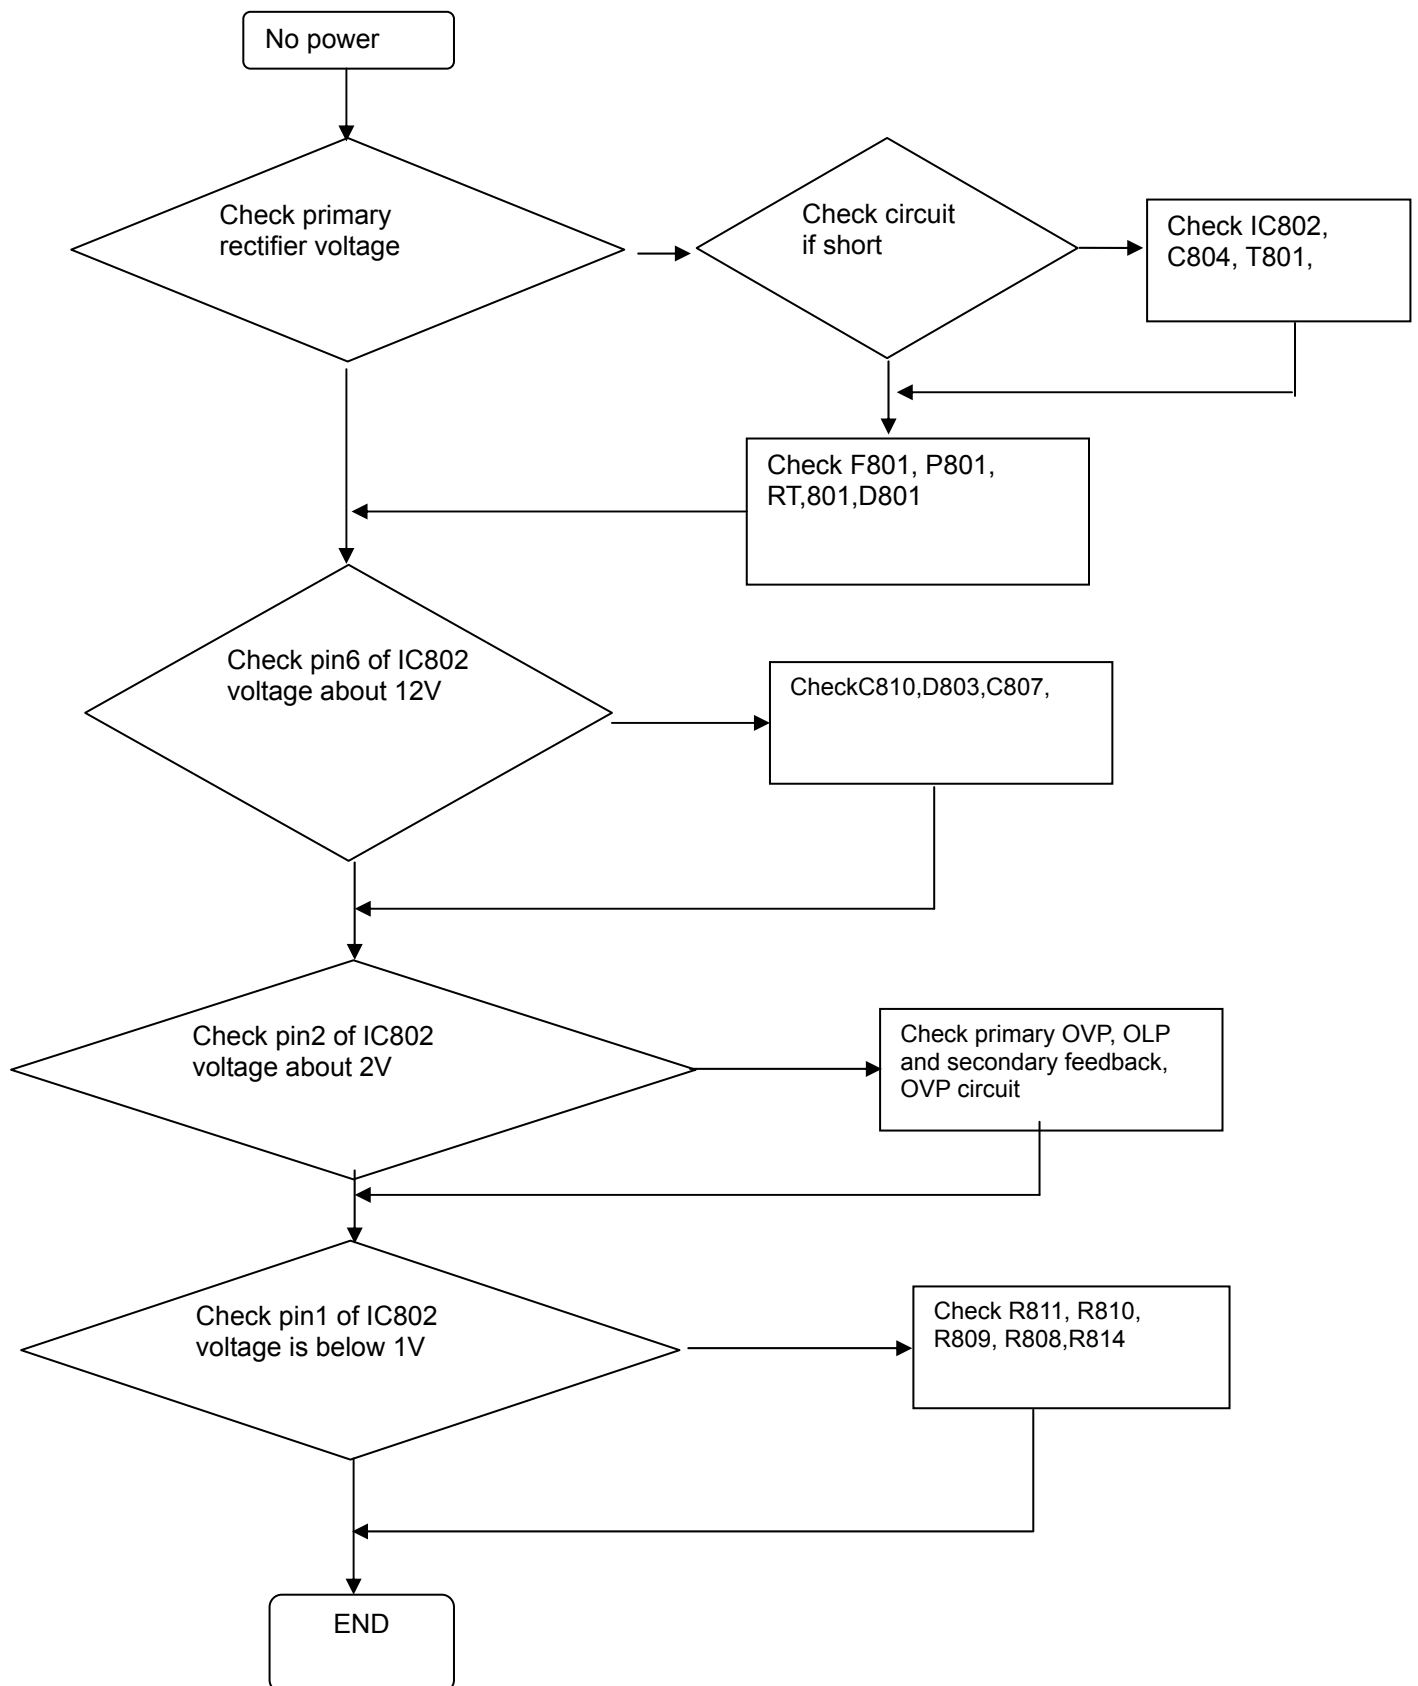 No power
Check primary
rectifier voltage
Check circuit
if short
Check IC802,
C804, T801,
Check F801, P801,
RT,801,D801
Check pin6 of IC802
voltage about 12V
CheckC810,D803,C807,
Check pin2 of IC802
voltage about 2V
Check primary OVP, OLP
and secondary feedback,
OVP circuit
Check pin1 of IC802
voltage is below 1V
Check R811, R810,
R809, R808,R814
END